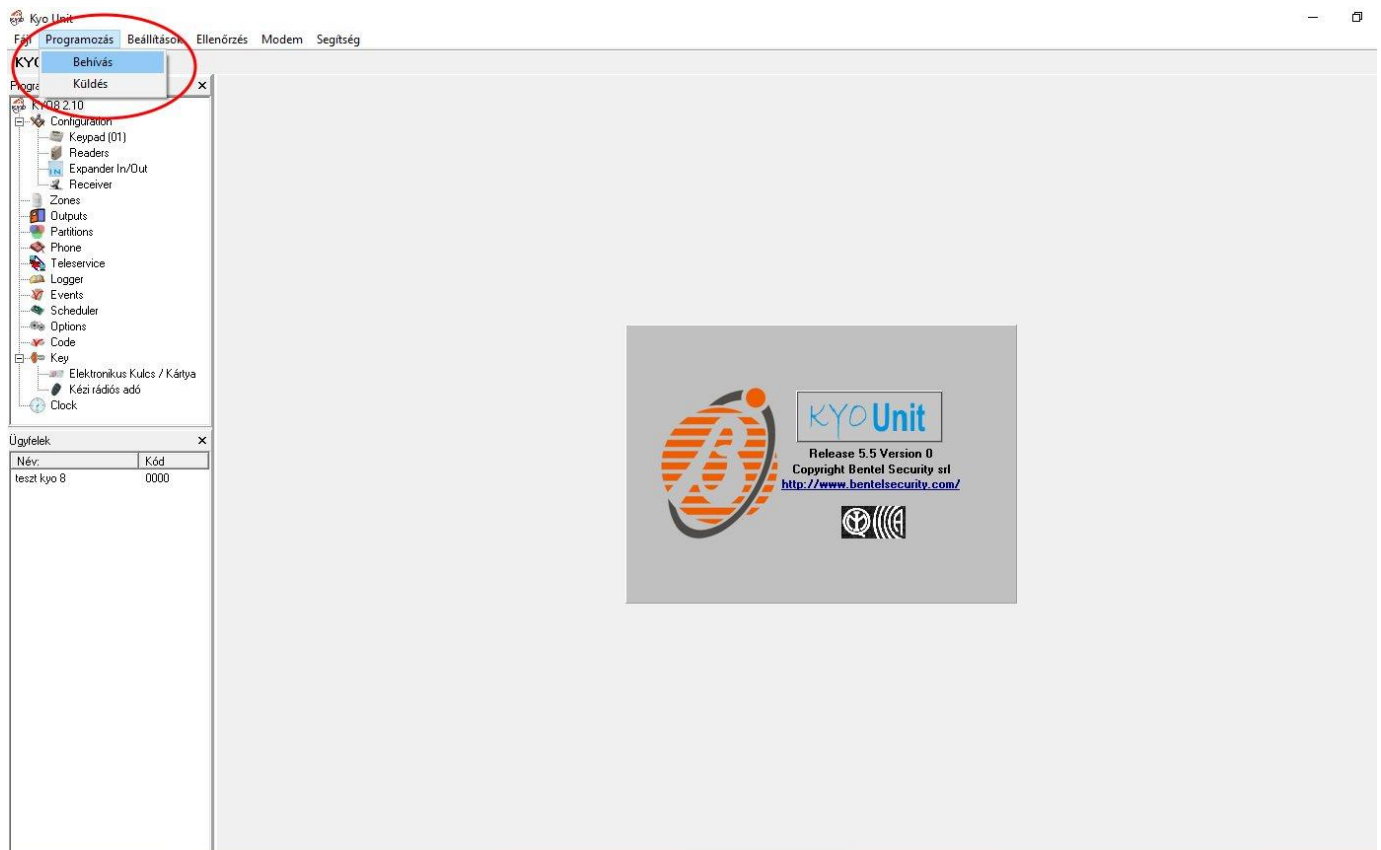 Kyo Unit
Fájl Programozás Beállítások Ellenőrzés Modem Segítség
Behívás
Küldés
KYO8 2.10
Configuration
Keypad (01)
Readers
Expander In/Out
Receiver
Zones
Outputs
Partitions
Phone
Teleservice
Logger
Events
Scheduler
Options
Code
Key
Elektronikus Kulcs / Kártya
Kézi rádiós adó
Clock
Ügyfelek
Név: Kód
teszt kyo 8 0000
KYO Unit
Release 5.5 Version 0
Copyright Bentel Security srl
http://www.bentelsecurity.com/